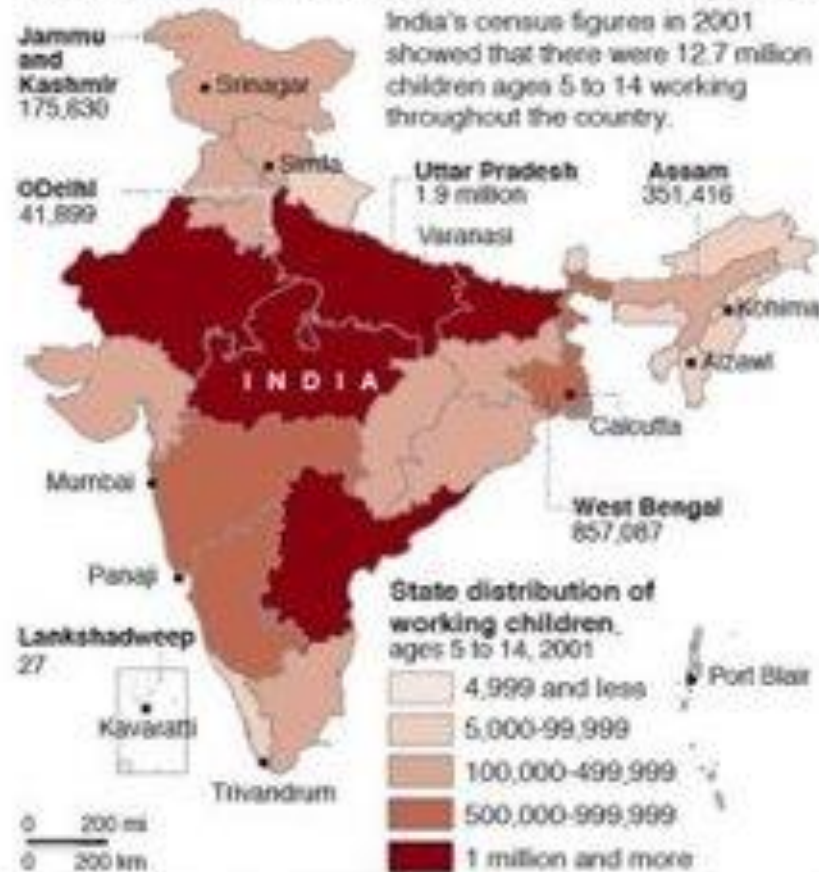 India's census figures in 2001
showed that there were 12.7 million
children ages 5 to 14 working
throughout the country.
Jammu
and
Kashmir
175,630
Srinagar
Simla
ODelhi
41,899
Uttar Pradesh
1.9 million
Varanasi
Assam
351,416
Kohima
Aizawl
INDIA
Calcutta
Mumbai
West Bengal
857,087
Panaji
Lankshadweep
27
Kavaratti
Trivandrum
State distribution of
working children,
ages 5 to 14, 2001
4,999 and less
5,000-99,999
100,000-499,999
500,000-999,999
1 million and more
Port Blair
0 200 mi
0 200 km